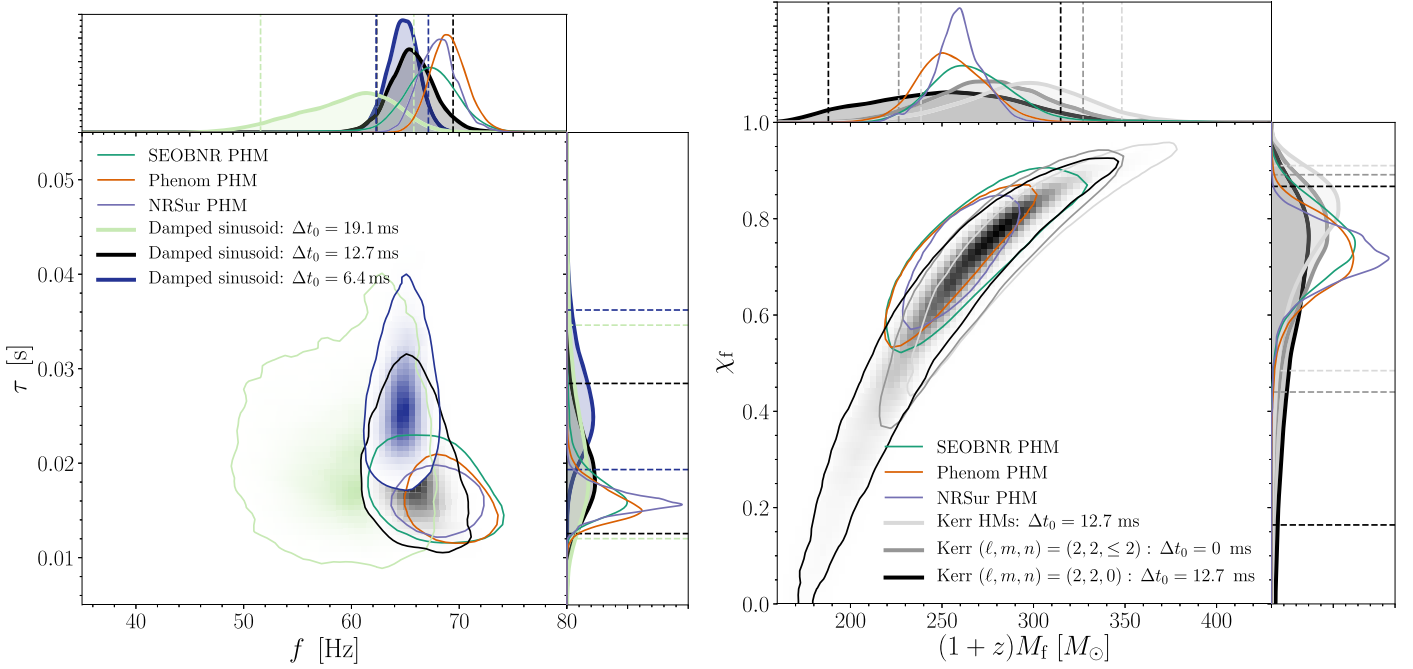 SEOBNR PHM
Phenom PHM
NRSur PHM
Damped sinusoid: Δt₀ = 19.1 ms
Damped sinusoid: Δt₀ = 12.7 ms
Damped sinusoid: Δt₀ = 6.4 ms
0.05
0.04
0.03
0.02
0.01
τ [s]
40
50
60
70
80
f [Hz]
1.0
0.8
0.6
0.4
0.2
0.0
χf
SEOBNR PHM
Phenom PHM
NRSur PHM
Kerr HMs: Δt₀ = 12.7 ms
Kerr (ℓ, m, n) = (2, 2, ≤ 2) : Δt₀ = 0 ms
Kerr (ℓ, m, n) = (2, 2, 0) : Δt₀ = 12.7 ms
200
250
300
350
400
(1 + z)Mf [M⊙]